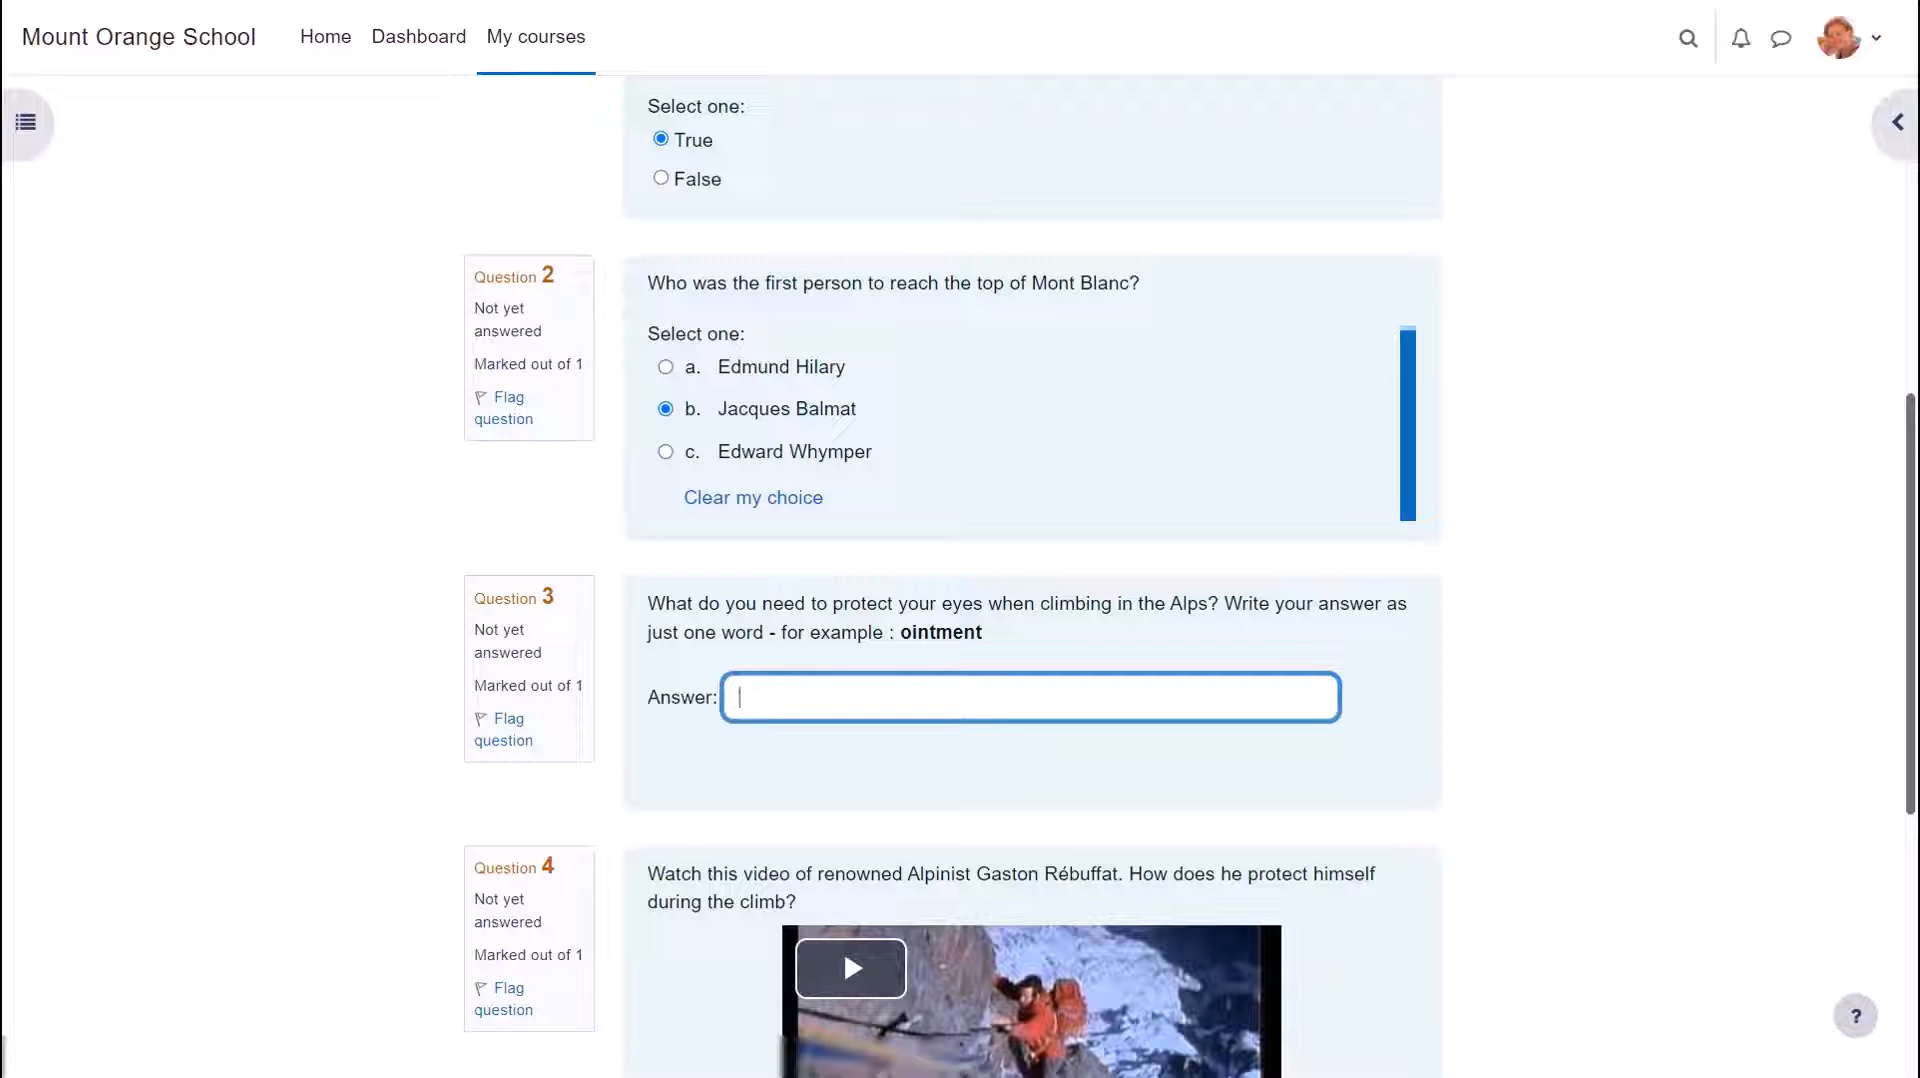 Mount Orange School Home Dashboard My courses
Select one:
True
False
Question 2
Not yet
answered
Marked out of 1
Flag
question
Who was the first person to reach the top of Mont Blanc?
Select one:
a. Edmund Hilary
b. Jacques Balmat
c. Edward Whymper
Clear my choice
Question 3
Not yet
answered
Marked out of 1
Flag
question
What do you need to protect your eyes when climbing in the Alps? Write your answer as
just one word - for example : ointment
Answer:
Question 4
Not yet
answered
Marked out of 1
Flag
question
Watch this video of renowned Alpinist Gaston Rébuffat. How does he protect himself
during the climb?
?